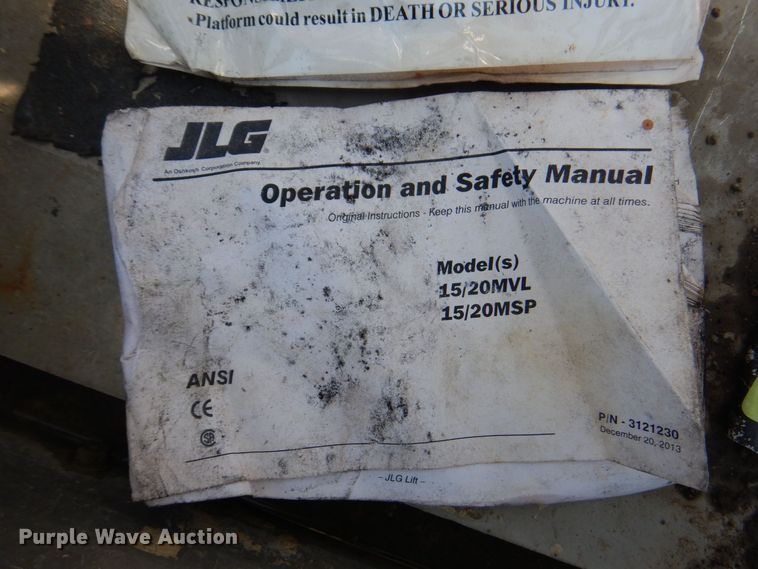 Platform could result in DEATH OR SERIOUS INJURY.
JLG
An Oshkosh Corporation Company
Operation and Safety Manual
Original Instructions - Keep this manual with the machine at all times.
Model(s)
15/20MVL
15/20MSP
ANSI
CE
P/N - 3121230
December 20, 2013
– JLG Lift –
Purple Wave Auction